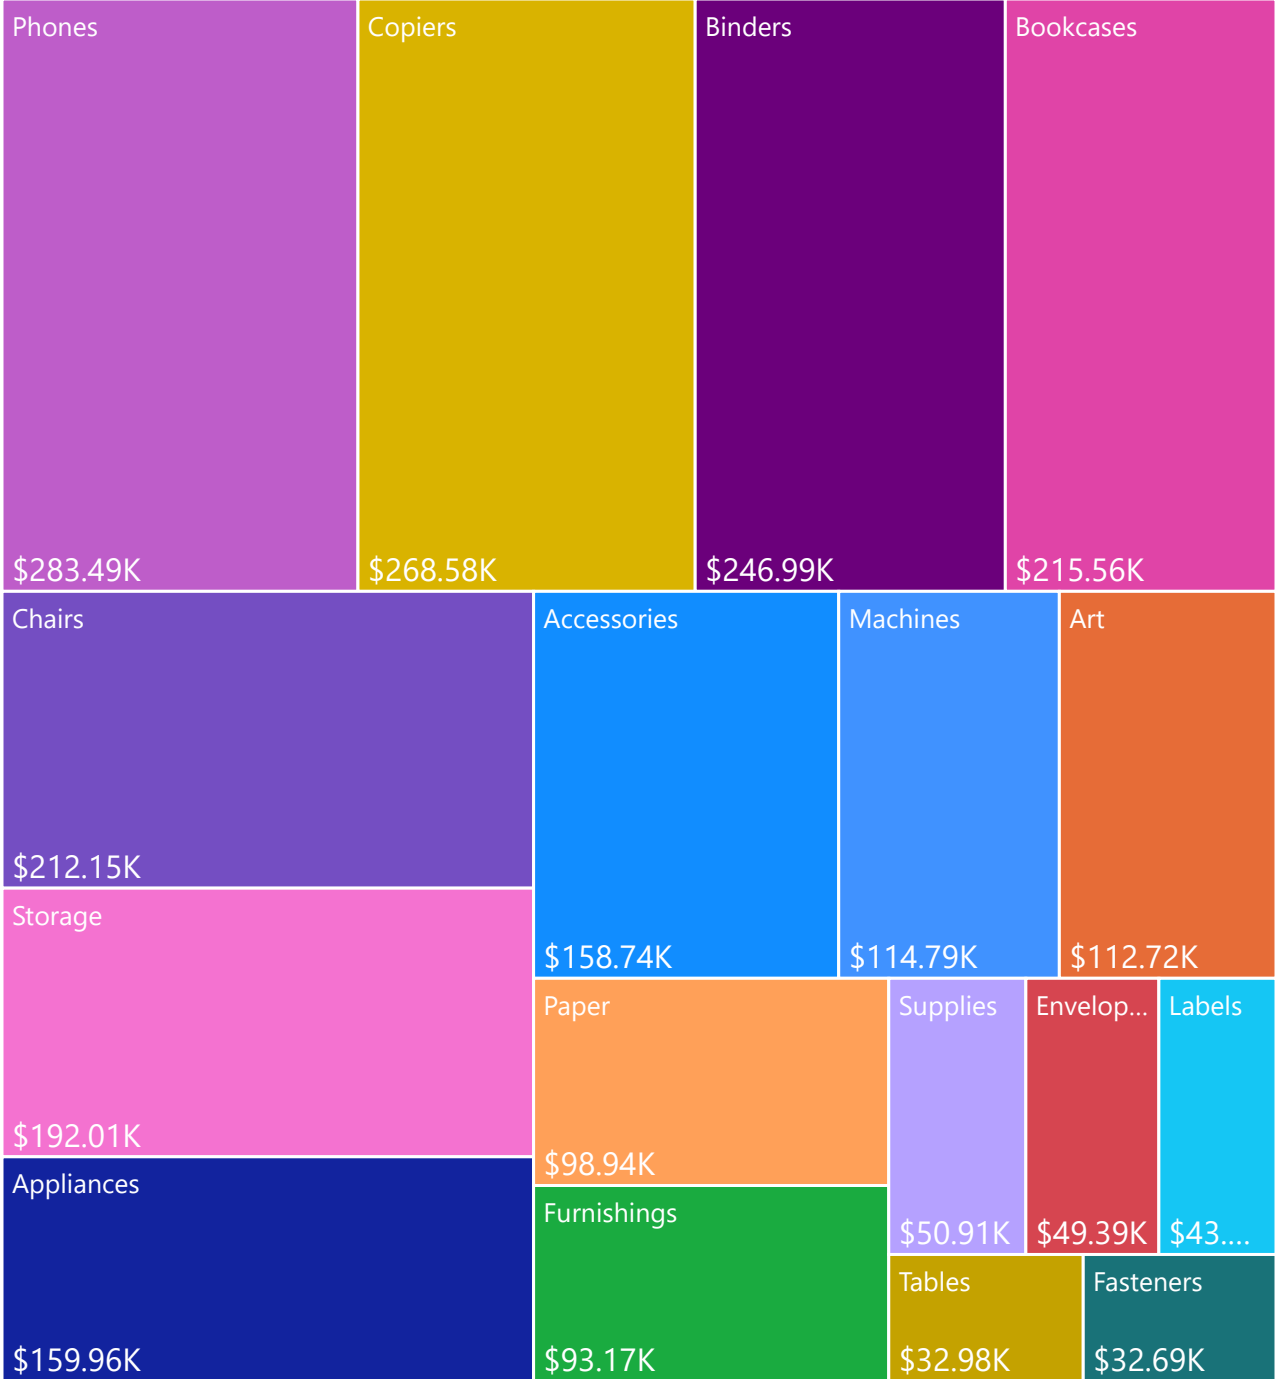 Phones
$283.49K
Copiers
$268.58K
Binders
$246.99K
Bookcases
$215.56K
Chairs
$212.15K
Storage
$192.01K
Appliances
$159.96K
Accessories
$158.74K
Machines
$114.79K
Art
$112.72K
Paper
$98.94K
Furnishings
$93.17K
Supplies
$50.91K
Envelop...
$49.39K
Labels
$43....
Tables
$32.98K
Fasteners
$32.69K